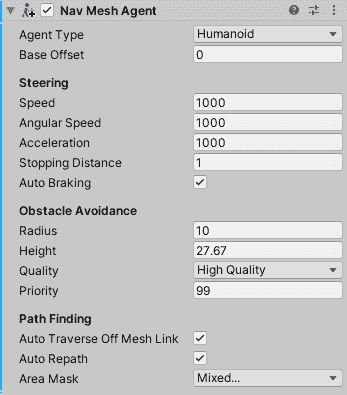 Nav Mesh Agent
Agent Type Humanoid
Base Offset 0
Steering
Speed 1000
Angular Speed 1000
Acceleration 1000
Stopping Distance 1
Auto Braking
Obstacle Avoidance
Radius 10
Height 27.67
Quality High Quality
Priority 99
Path Finding
Auto Traverse Off Mesh Link
Auto Repath
Area Mask Mixed...